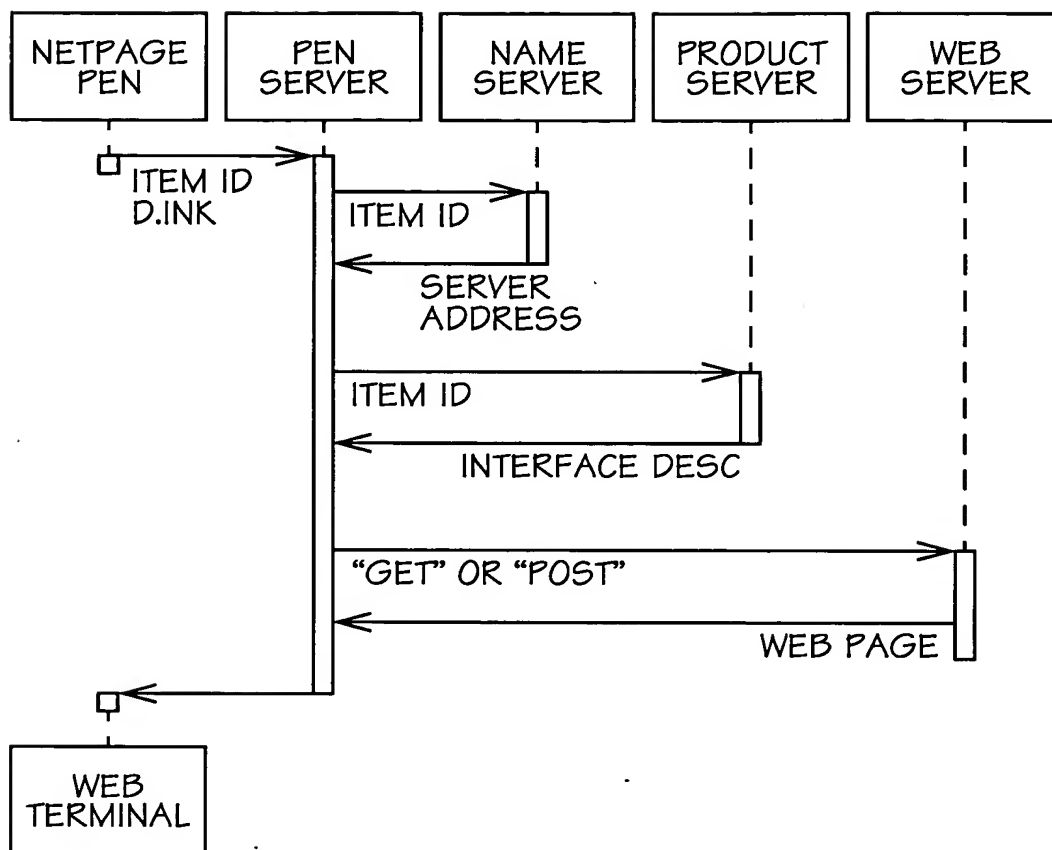 NETPAGE
PEN
PEN
SERVER
NAME
SERVER
PRODUCT
SERVER
WEB
SERVER
ITEM ID
D.INK
ITEM ID
SERVER
ADDRESS
ITEM ID
INTERFACE DESC
“GET” OR “POST”
WEB PAGE
WEB
TERMINAL